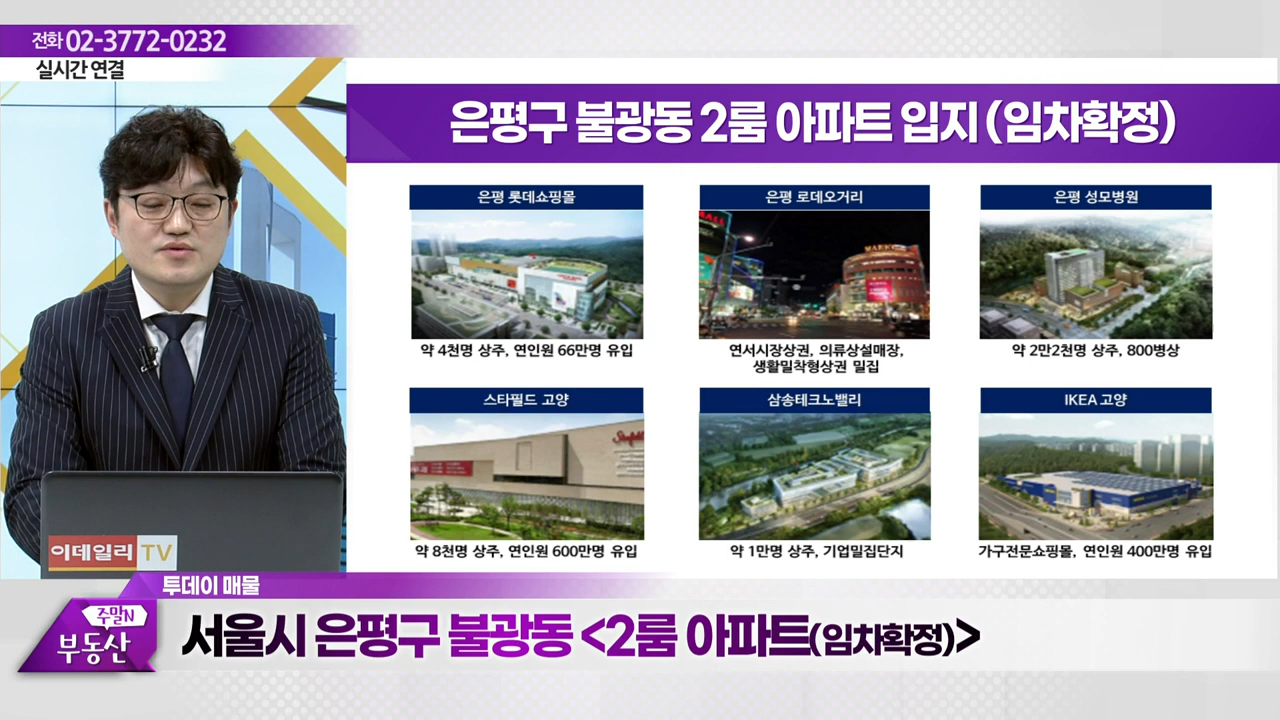 전화 02-3772-0232
실시간 연결
은평구 불광동 2룸 아파트 입지 (임차확정)
은평 롯데쇼핑몰
은평 로데오거리
은평 성모병원
약 4천명 상주, 연인원 66만명 유입
연서시장상권, 의류상설매장,
생활밀착형상권 밀집
약 2만2천명 상주, 800병상
스타필드 고양
삼송테크노밸리
IKEA 고양
약 8천명 상주, 연인원 600만명 유입
약 1만명 상주, 기업밀집단지
가구전문쇼핑몰, 연인원 400만명 유입
이데일리 TV
투데이 매물
주말N
부동산
서울시 은평구 불광동 <2룸 아파트(임차확정)>